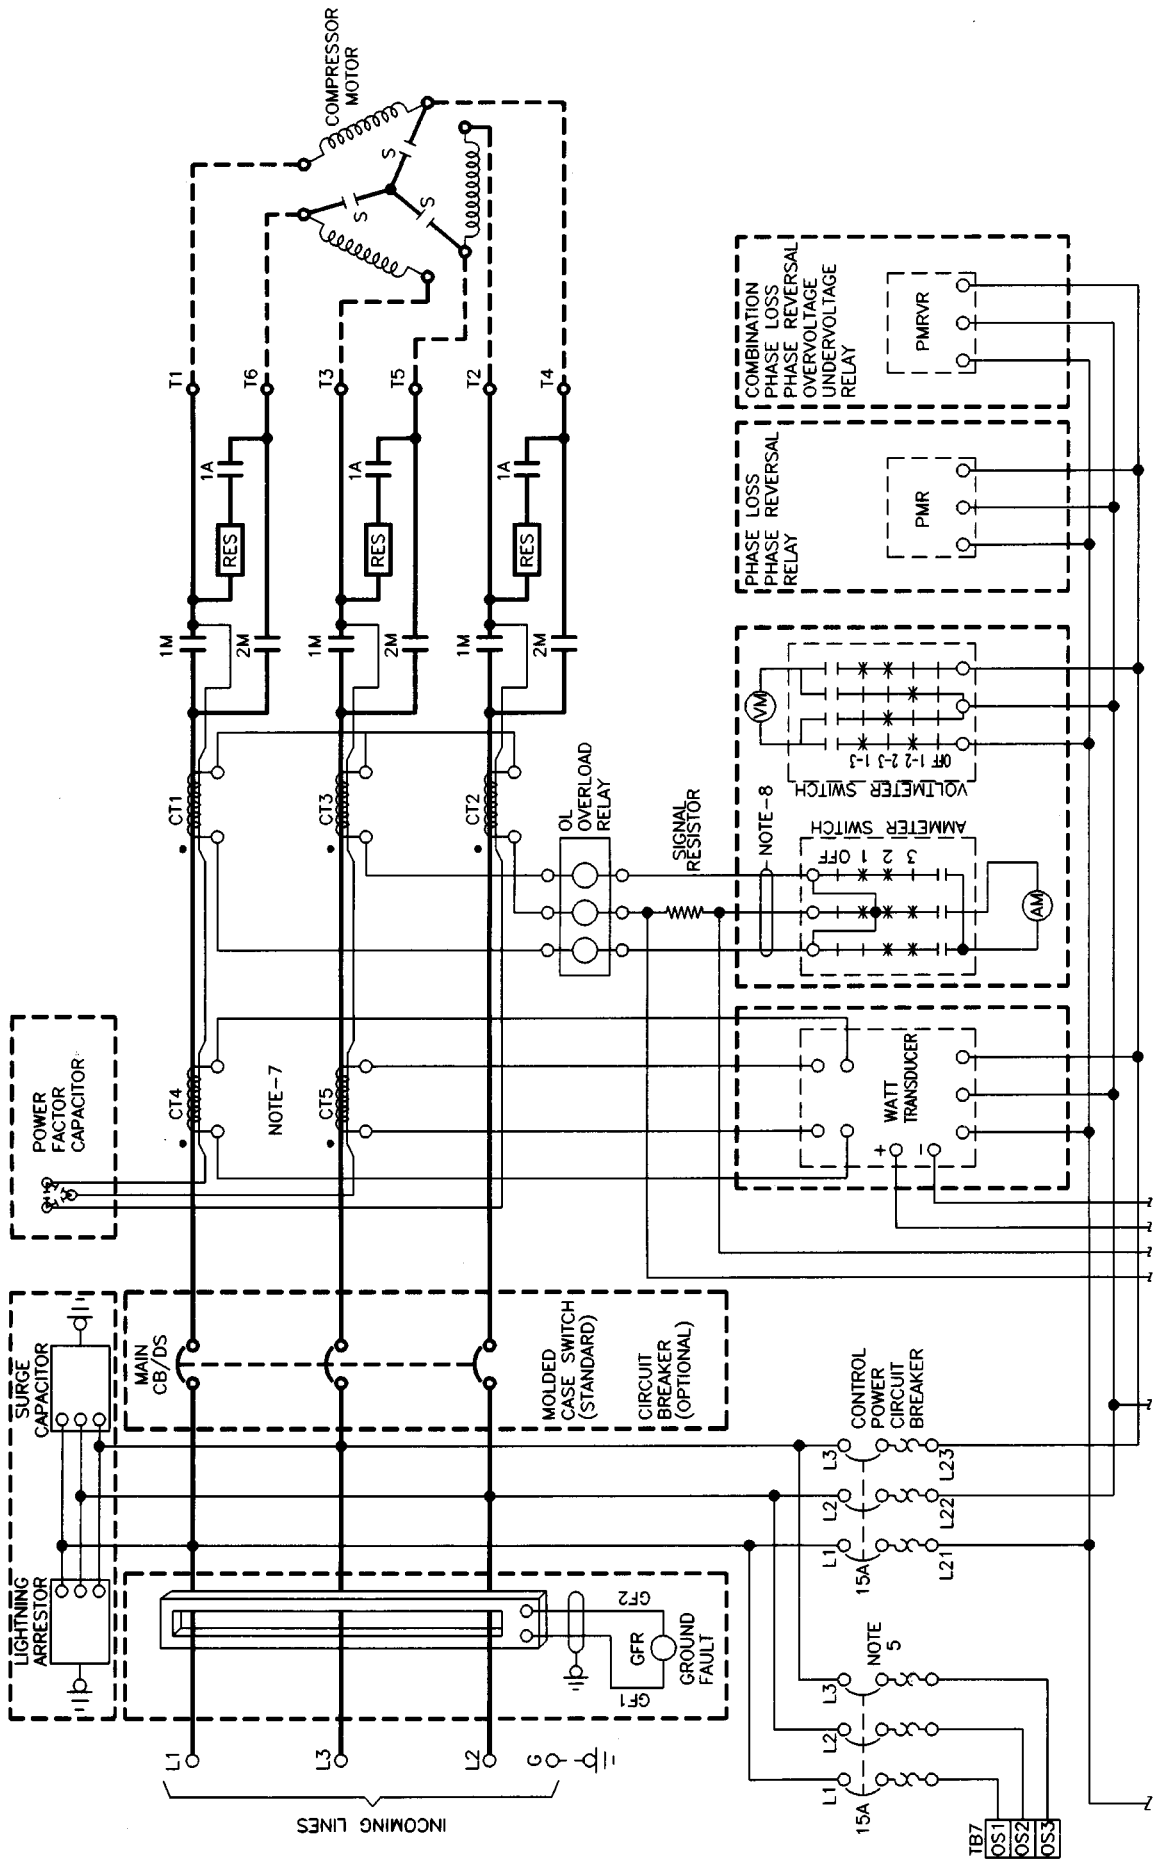 COMPRESSOR
MOTOR
S
S
S
T1
T6
T3
T5
T2
T4
1A
1A
1A
RES
RES
RES
1M
2M
1M
2M
1M
2M
COMBINATION
PHASE LOSS
PHASE REVERSAL
OVERVOLTAGE
UNDERVOLTAGE
RELAY
PMRVR
PHASE LOSS
PHASE REVERSAL
RELAY
PMR
VM
OFF 1-2 2-3 1-3
VOLTMETER SWITCH
AMMETER SWITCH
3 2 1 OFF
AM
NOTE-8
CT1
CT3
CT2
OL
OVERLOAD
RELAY
SIGNAL
RESISTOR
POWER
FACTOR
CAPACITOR
CT4
NOTE-7
CT5
WATT
TRANSDUCER
+
-
SURGE
CAPACITOR
MAIN
CB/DS
MOLDED
CASE SWITCH
(STANDARD)
CIRCUIT
BREAKER
(OPTIONAL)
LIGHTNING
ARRESTOR
GF2
GFR
GF1
GROUND
FAULT
CONTROL
POWER
CIRCUIT
BREAKER
L3
L2
L1
15A
L23
L22
L21
L1
L3
L2
G
INCOMING LINES
NOTE
5
L3
L2
L1
15A
TB7
OS1
OS2
OS3